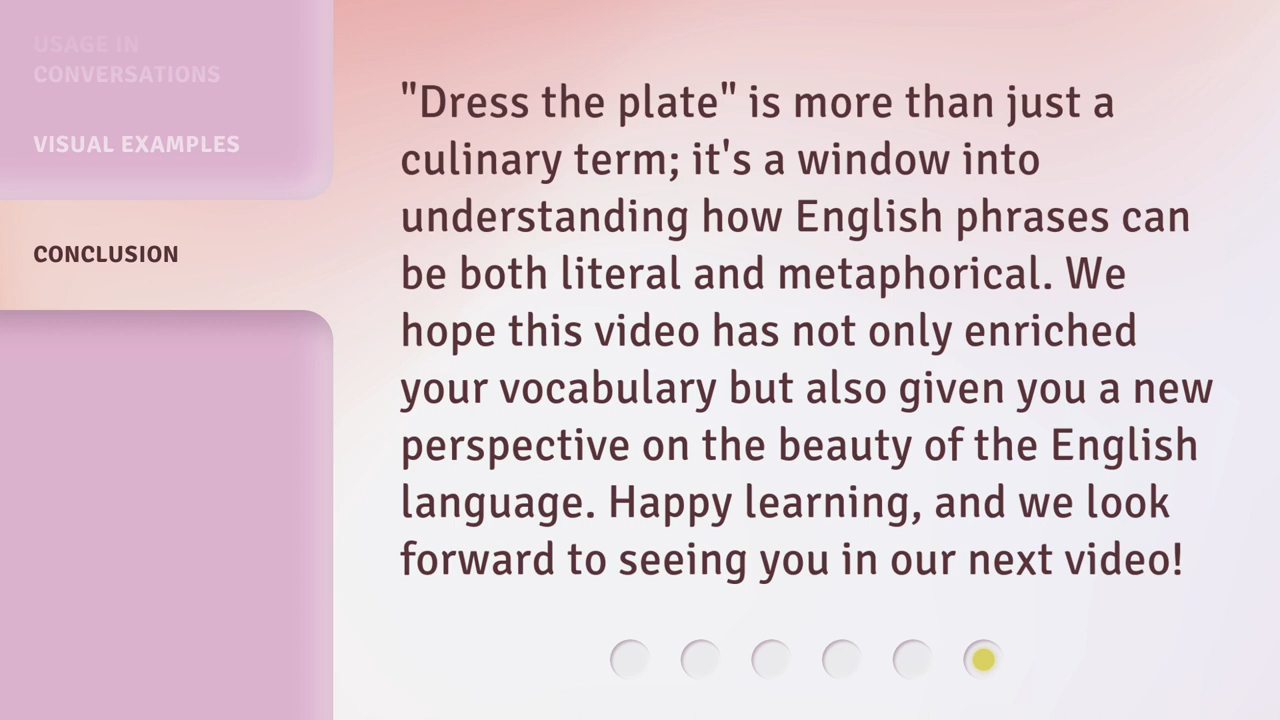 USAGE IN
CONVERSATIONS
VISUAL EXAMPLES
CONCLUSION
"Dress the plate" is more than just a
culinary term; it's a window into
understanding how English phrases can
be both literal and metaphorical. We
hope this video has not only enriched
your vocabulary but also given you a new
perspective on the beauty of the English
language. Happy learning, and we look
forward to seeing you in our next video!